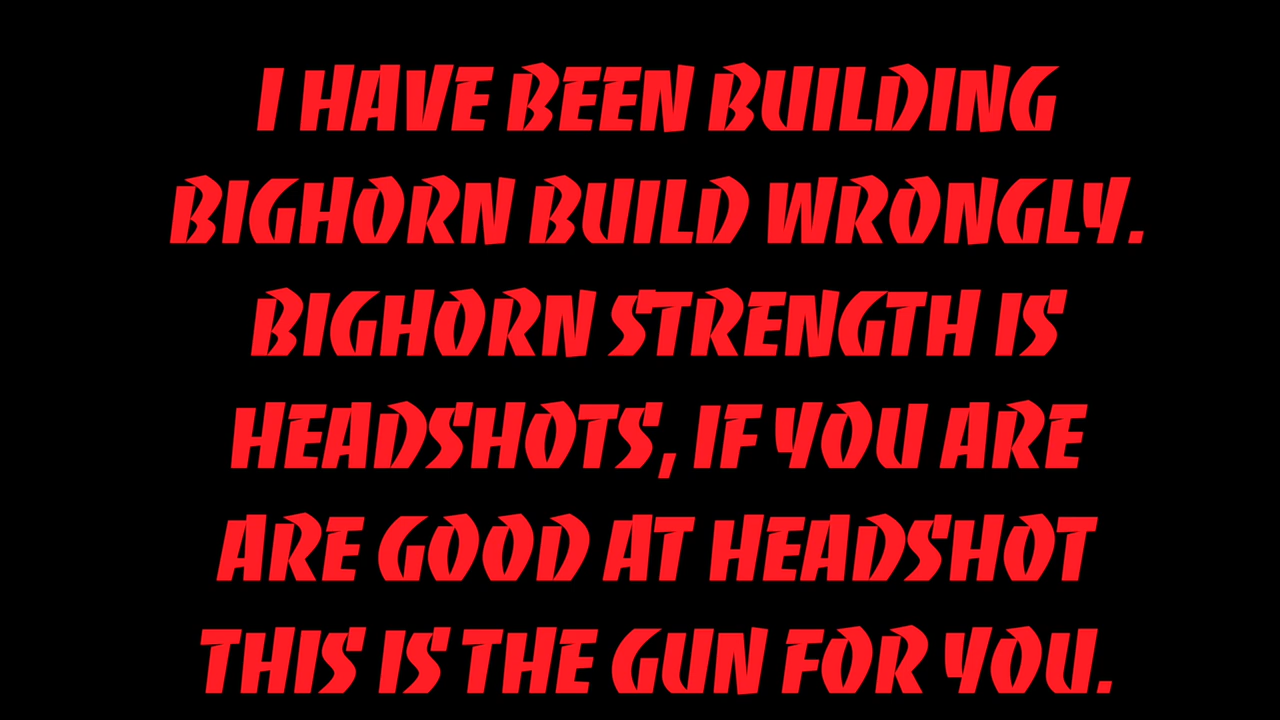 I HAVE BEEN BUILDING
BIGHORN BUILD WRONGLY.
BIGHORN STRENGTH IS
HEADSHOTS, IF YOU ARE
ARE GOOD AT HEADSHOT
THIS IS THE GUN FOR YOU.